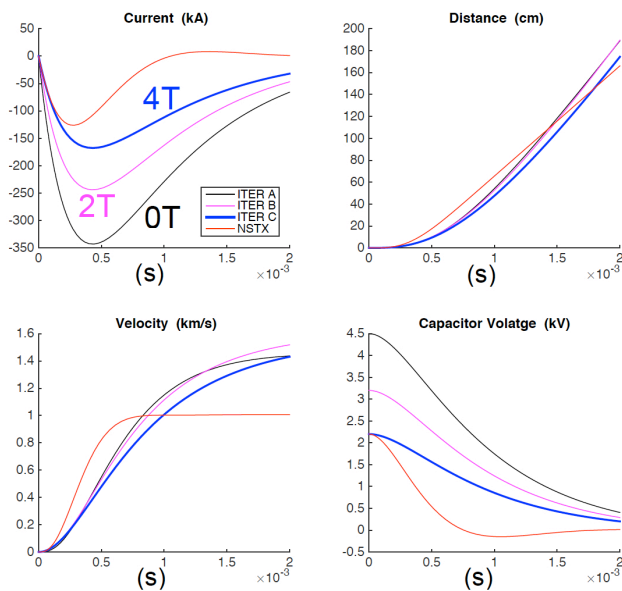 Current (kA)
50
0
-50
-100
-150
-200
-250
-300
-350
4T
2T
0T
ITER A
ITER B
ITER C
NSTX
0 0.5 1 1.5 2
(s)
×10⁻³
Distance (cm)
200
180
160
140
120
100
80
60
40
20
0
0 0.5 1 1.5 2
(s)
×10⁻³
Velocity (km/s)
1.6
1.4
1.2
1
0.8
0.6
0.4
0.2
0
0 0.5 1 1.5 2
(s)
×10⁻³
Capacitor Volatge (kV)
4.5
4
3.5
3
2.5
2
1.5
1
0.5
0
-0.5
0 0.5 1 1.5 2
(s)
×10⁻³